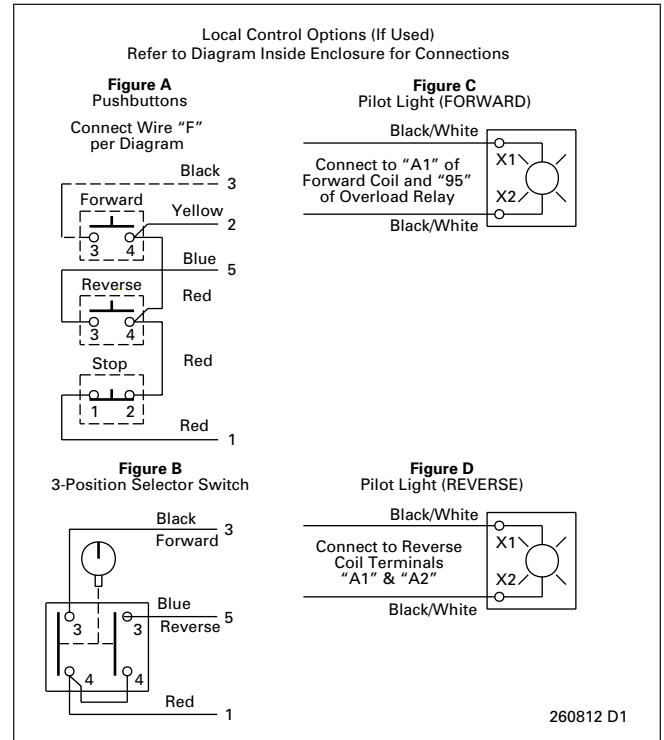 Local Control Options (If Used)
Refer to Diagram Inside Enclosure for Connections
Figure A
Pushbuttons
Connect Wire “F”
per Diagram
Black
3
Forward
Yellow
2
3 4
Blue
5
Reverse
Red
3 4
Stop
Red
1 2
Red
1
Figure C
Pilot Light (FORWARD)
Black/White
X1
Connect to “A1” of
Forward Coil and “95”
of Overload Relay
X2
Black/White
Figure B
3-Position Selector Switch
Black
3
Forward
Blue
5
Reverse
3 3
4 4
Red
1
Figure D
Pilot Light (REVERSE)
Black/White
X1
Connect to Reverse
Coil Terminals
“A1” & “A2”
X2
Black/White
260812 D1